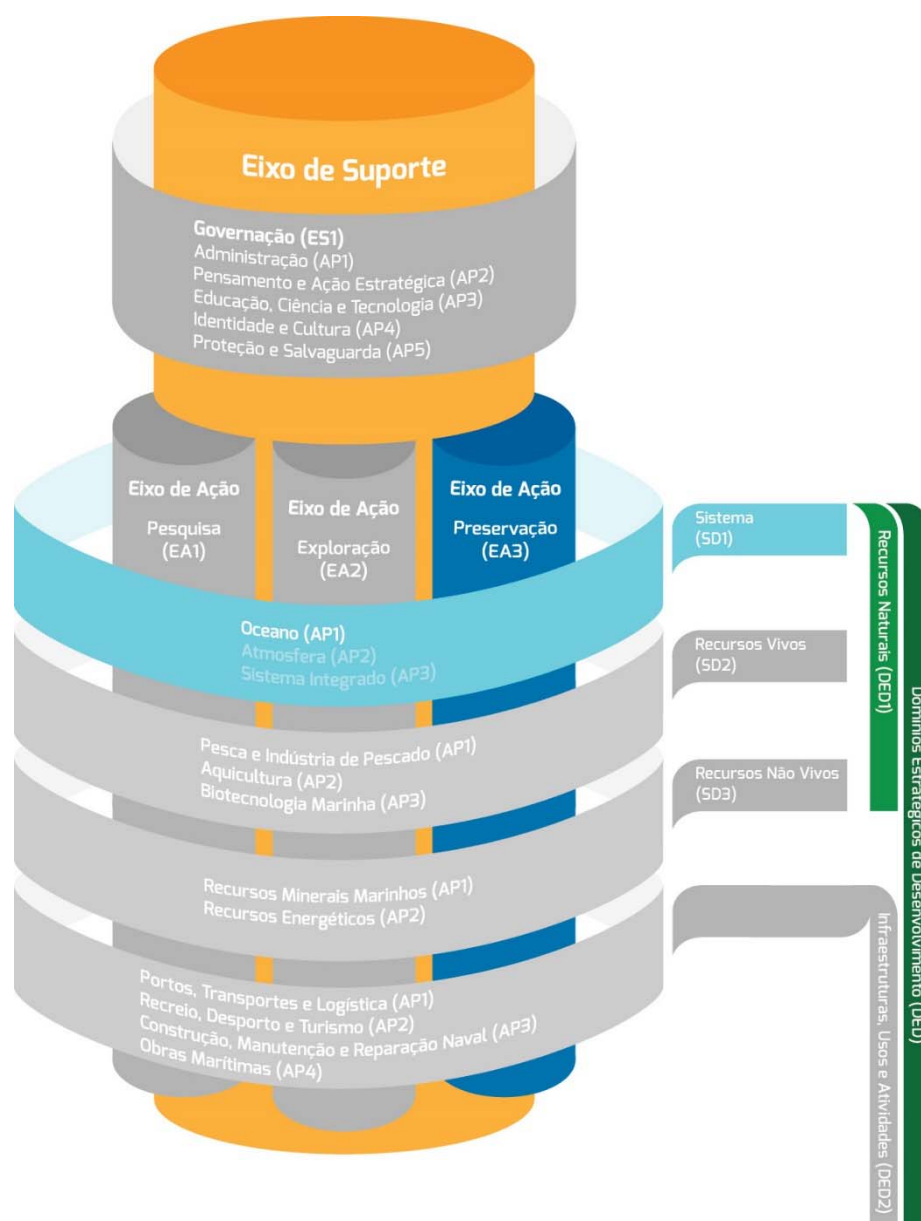 Eixo de Suporte
Governação (ES1)
Administração (AP1)
Pensamento e Ação Estratégica (AP2)
Educação, Ciência e Tecnologia (AP3)
Identidade e Cultura (AP4)
Proteção e Salvaguarda (AP5)
Eixo de Ação
Pesquisa
(EA1)
Eixo de Ação
Exploração
(EA2)
Eixo de Ação
Preservação
(EA3)
Oceano (AP1)
Atmosfera (AP2)
Sistema Integrado (AP3)
Sistema
(SD1)
Pesca e Indústria de Pescado (AP1)
Aquicultura (AP2)
Biotecnologia Marinha (AP3)
Recursos Vivos
(SD2)
Recursos Minerais Marinhos (AP1)
Recursos Energéticos (AP2)
Recursos Não Vivos
(SD3)
Portos, Transportes e Logística (AP1)
Recreio, Desporto e Turismo (AP2)
Construção, Manutenção e Reparação Naval (AP3)
Obras Marítimas (AP4)
Recursos Naturais (DED1)
Infraestruturas, Usos e Atividades (DED2)
Domínios Estratégicos de Desenvolvimento (DED)